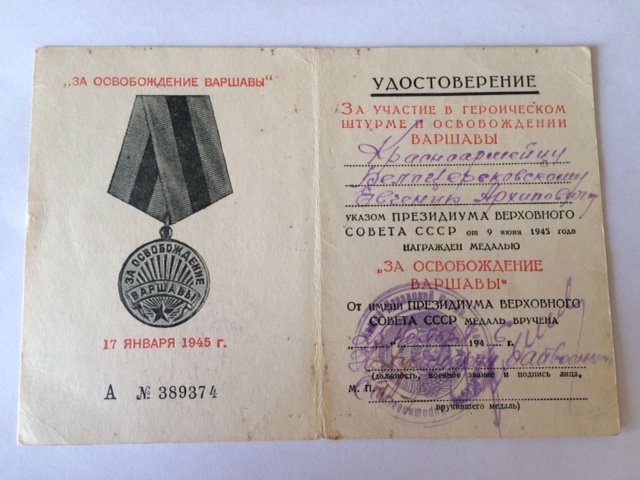 „ЗА ОСВОБОЖДЕНИЕ ВАРШАВЫ“
ЗА ОСВОБОЖДЕНИЕ
ВАРШАВЫ
17 ЯНВАРЯ 1945 г.
А № 389374
УДОСТОВЕРЕНИЕ
ЗА УЧАСТИЕ В ГЕРОИЧЕСКОМ
ШТУРМЕ И ОСВОБОЖДЕНИИ
ВАРШАВЫ
Красноармейцу
Белоцерковскому
Архиповичу
УКАЗОМ ПРЕЗИДИУМА ВЕРХОВНОГО
СОВЕТА СССР от 9 июня 1945 года
НАГРАЖДЕН МЕДАЛЬЮ
„ЗА ОСВОБОЖДЕНИЕ
ВАРШАВЫ“
От имени ПРЕЗИДИУМА ВЕРХОВНОГО
СОВЕТА СССР МЕДАЛЬ ВРУЧЕНА
194 г.
(должность, военное звание и подпись лица,
М. П.
вручившего медаль)